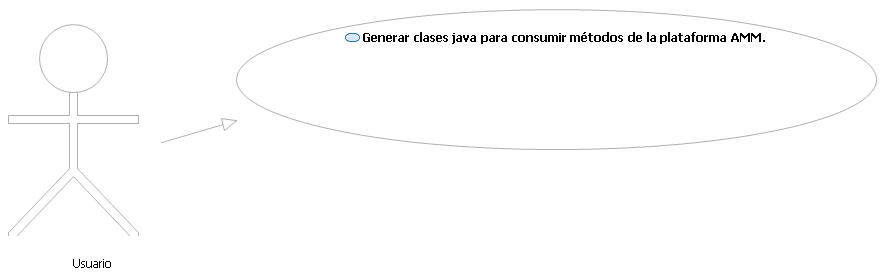 Generar clases java para consumir métodos de la plataforma AMM.
Usuario